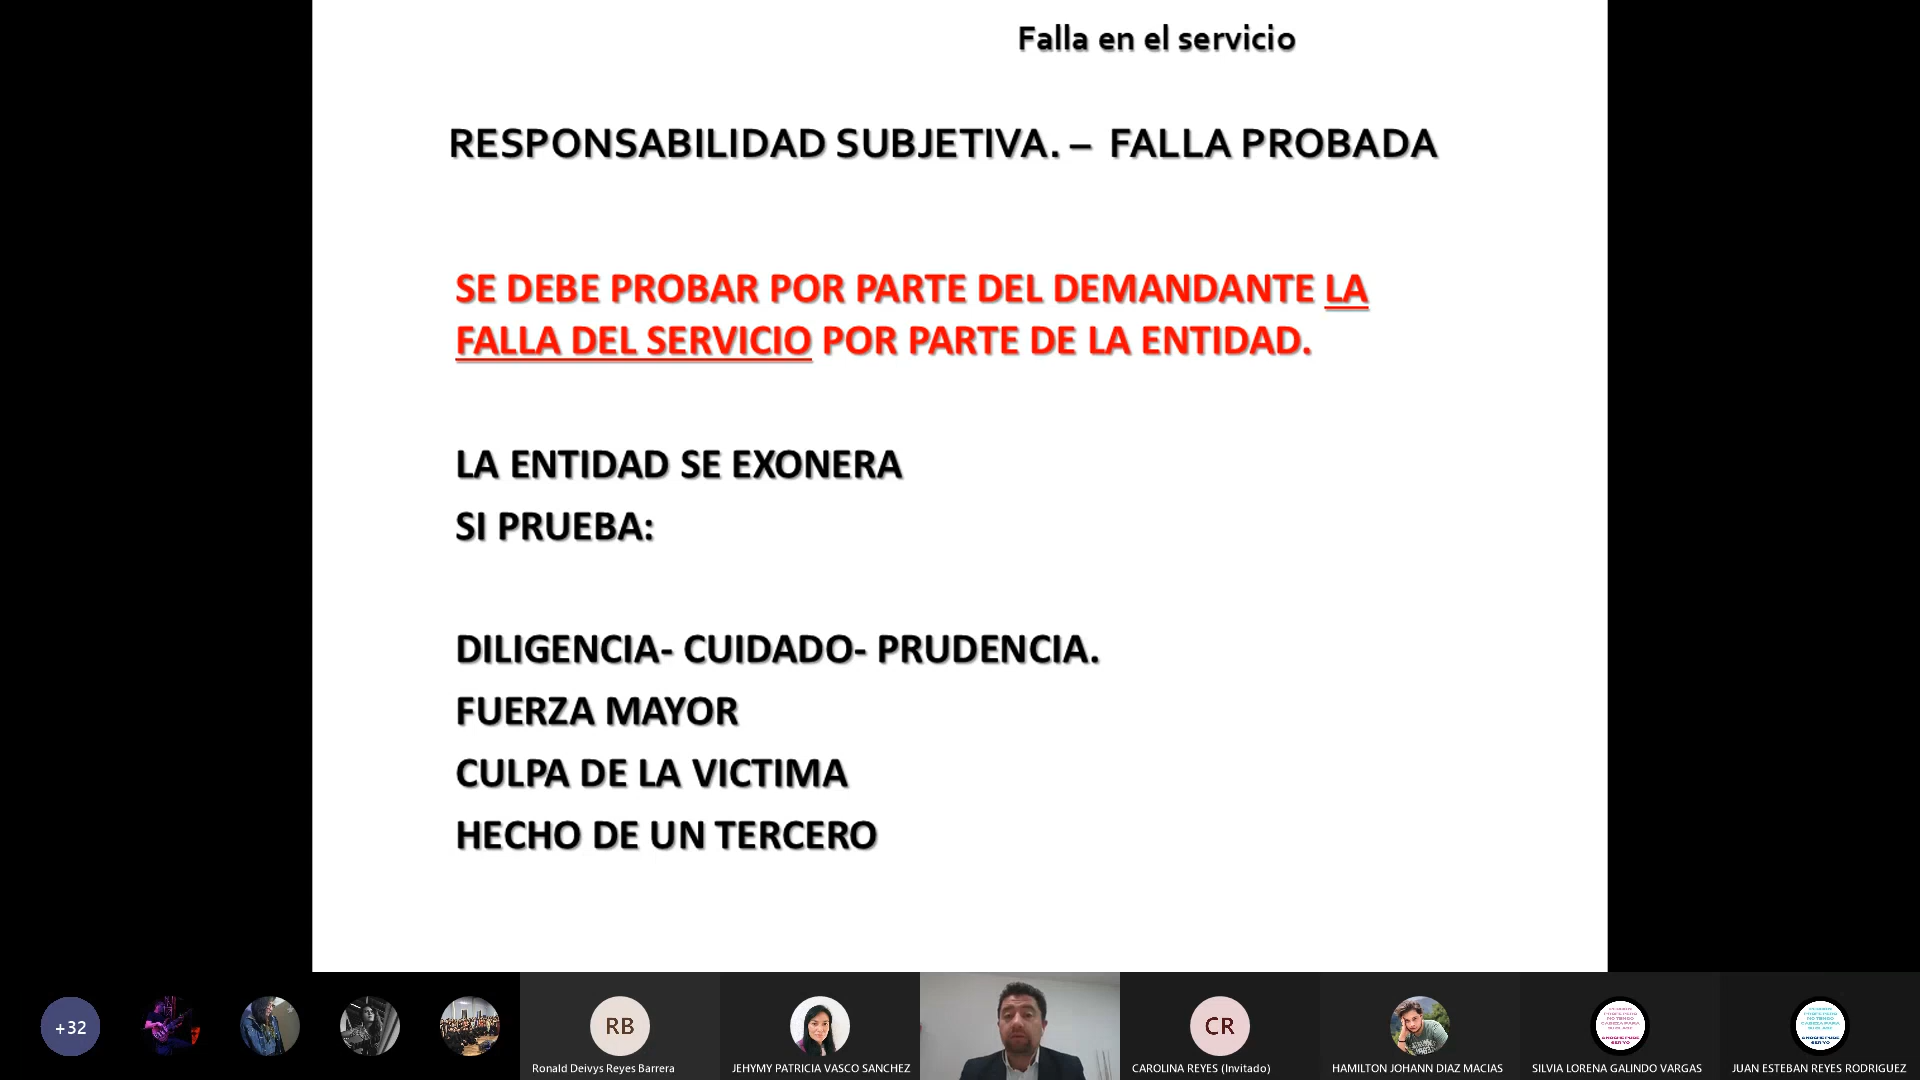 Falla en el servicio
RESPONSABILIDAD SUBJETIVA. – FALLA PROBADA
SE DEBE PROBAR POR PARTE DEL DEMANDANTE LA
FALLA DEL SERVICIO POR PARTE DE LA ENTIDAD.
LA ENTIDAD SE EXONERA
SI PRUEBA:
DILIGENCIA- CUIDADO- PRUDENCIA.
FUERZA MAYOR
CULPA DE LA VICTIMA
HECHO DE UN TERCERO
+32
RB
CR
Ronald Deivys Reyes Barrera
JEHYMY PATRICIA VASCO SANCHEZ
CAROLINA REYES (Invitado)
HAMILTON JOHANN DIAZ MACIAS
SILVIA LORENA GALINDO VARGAS
JUAN ESTEBAN REYES RODRIGUEZ